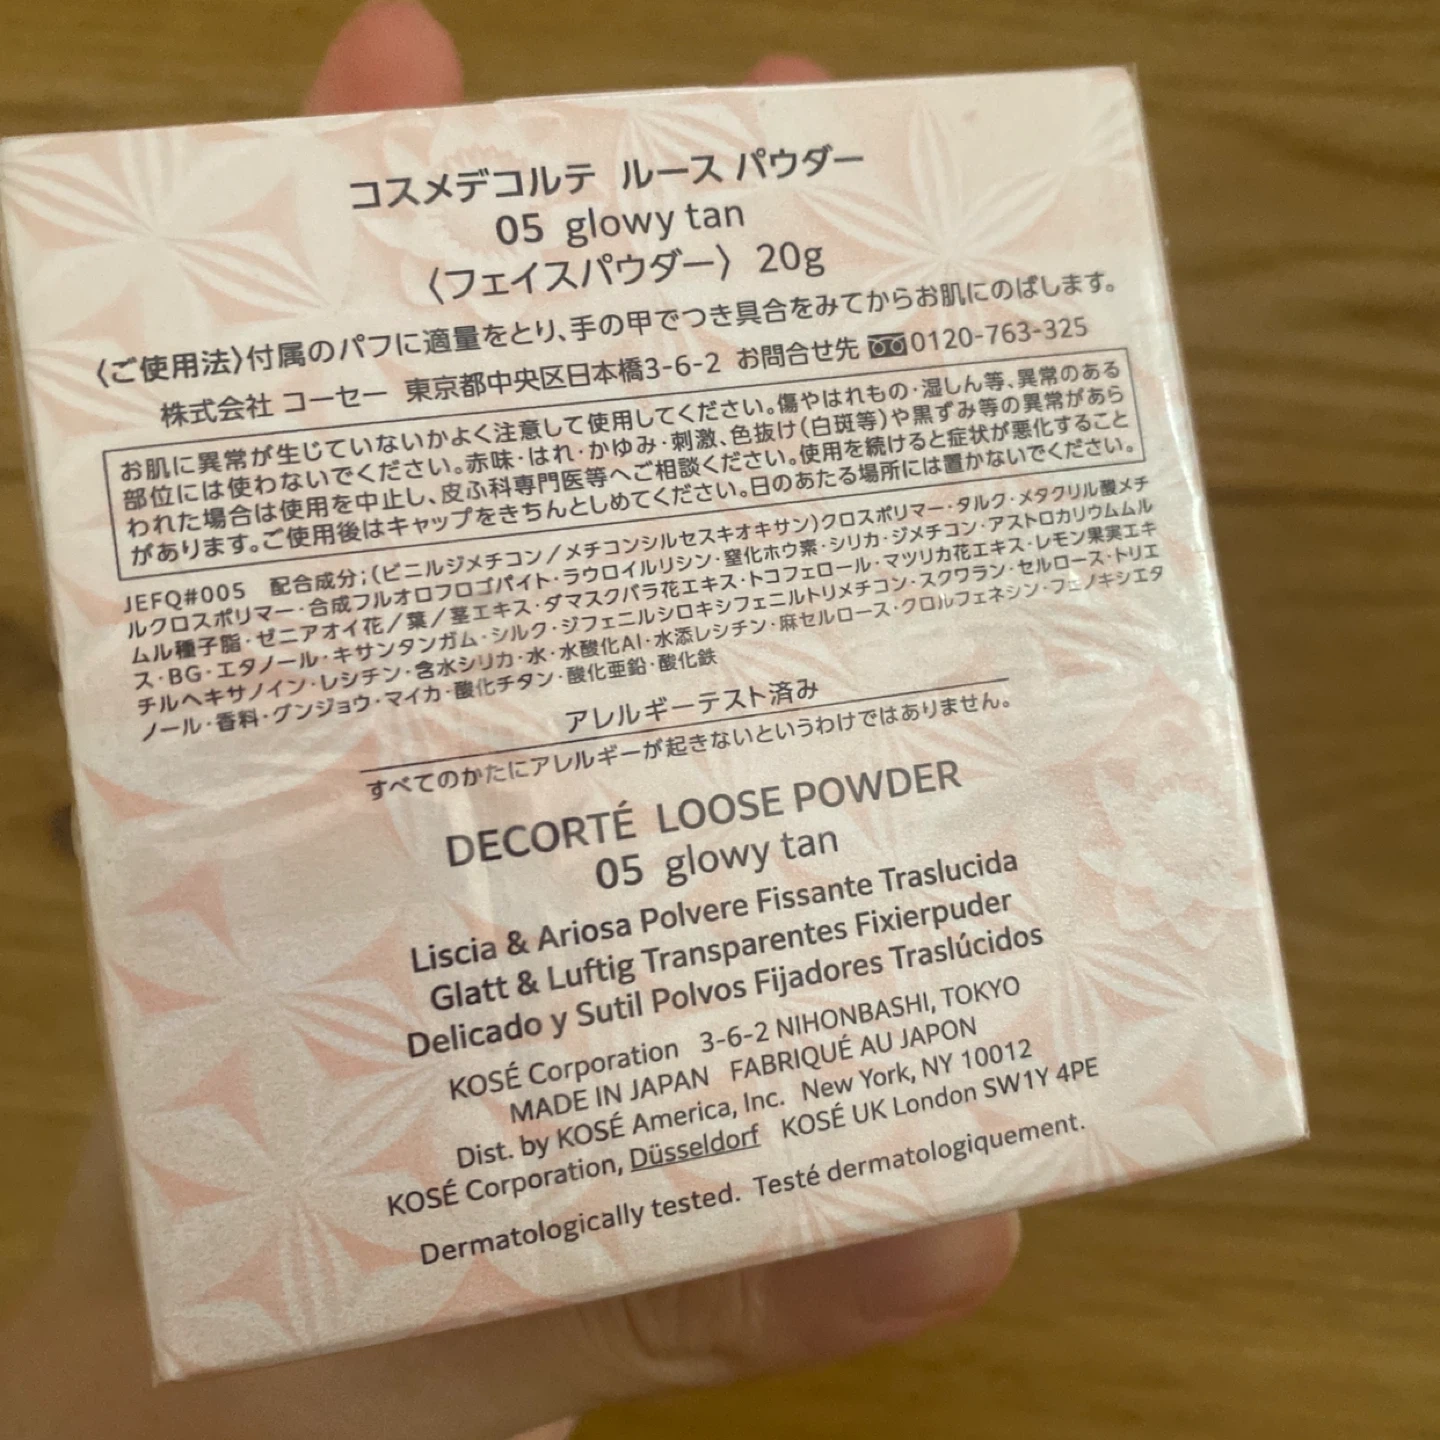 コスメデコルテ ルース パウダー
05 glowy tan
〈フェイスパウダー〉 20g
〈ご使用法〉付属のパフに適量をとり、手の甲でつき具合をみてからお肌にのばします。
株式会社 コーセー 東京都中央区日本橋3-6-2 お問合せ先 0120-763-325
お肌に異常が生じていないかよく注意して使用してください。傷やはれもの・湿しん等、異常のある
部位には使わないでください。赤味・はれ・かゆみ・刺激、色抜け(白斑等)や黒ずみ等の異常があら
われた場合は使用を中止し、皮ふ科専門医等へご相談ください。使用を続けると症状が悪化すること
があります。ご使用後はキャップをきちんとしめてください。日のあたる場所には置かないでください。
JEFQ#005 配合成分;(ビニルジメチコン/メチコンシルセスキオキサン)クロスポリマー・タルク・メタクリル酸メチ
ルクロスポリマー・合成フルオロフロゴパイト・ラウロイルリシン・窒化ホウ素・シリカ・ジメチコン・アストロカリウムムル
ムル種子脂・ゼニアオイ花/葉/茎エキス・ダマスクバラ花エキス・トコフェロール・マツリカ花エキス・レモン果実エキ
ス・BG・エタノール・キサンタンガム・シルク・ジフェニルシロキシフェニルトリメチコン・スクワラン・セルロース・トリエ
チルヘキサノイン・レシチン・含水シリカ・水・水酸化Al・水添レシチン・麻セルロース・クロルフェネシン・フェノキシエタ
ノール・香料・グンジョウ・マイカ・酸化チタン・酸化亜鉛・酸化鉄
アレルギーテスト済み
すべてのかたにアレルギーが起きないというわけではありません。
DECORTÉ LOOSE POWDER
05 glowy tan
Liscia & Ariosa Polvere Fissante Traslucida
Glatt & Luftig Transparentes Fixierpuder
Delicado y Sutil Polvos Fijadores Traslúcidos
KOSÉ Corporation 3-6-2 NIHONBASHI, TOKYO
MADE IN JAPAN FABRIQUÉ AU JAPON
Dist. by KOSÉ America, Inc. New York, NY 10012
KOSÉ Corporation, Düsseldorf KOSÉ UK London SW1Y 4PE
Dermatologically tested. Testé dermatologiquement.